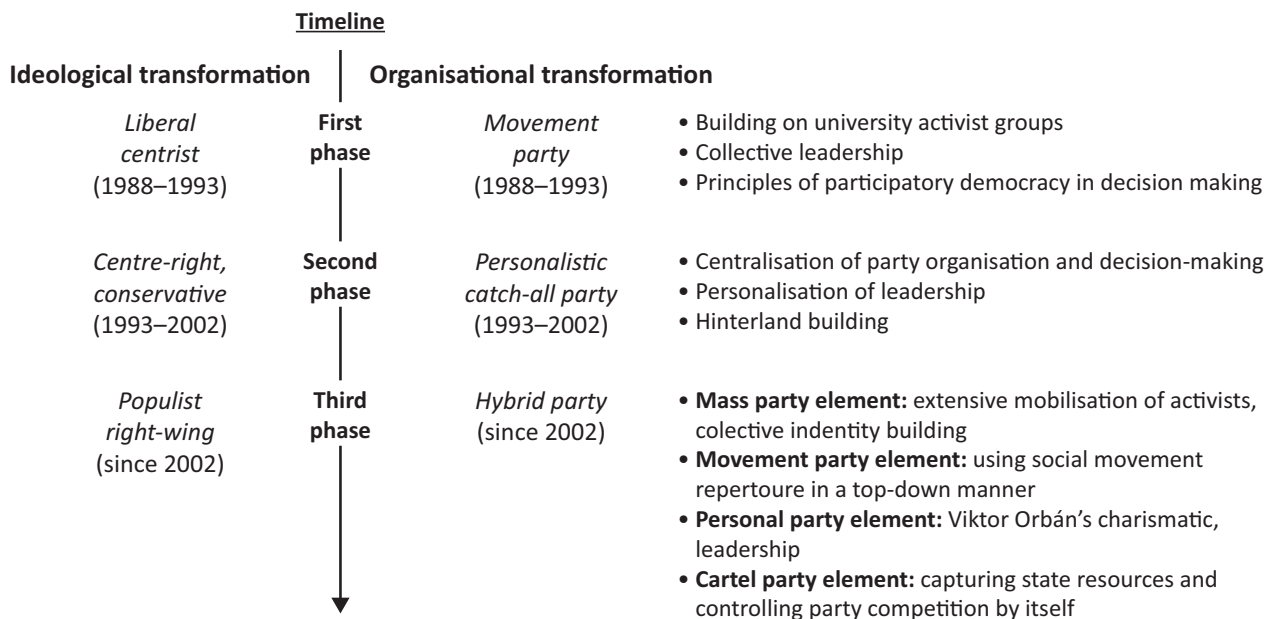 Timeline
Ideological transformation
Organisational transformation
Liberal
centrist
(1988–1993)
First
phase
Movement
party
(1988–1993)
• Building on university activist groups
• Collective leadership
• Principles of participatory democracy in decision making
Centre-right,
conservative
(1993–2002)
Second
phase
Personalistic
catch-all party
(1993–2002)
• Centralisation of party organisation and decision-making
• Personalisation of leadership
• Hinterland building
Populist
right-wing
(since 2002)
Third
phase
Hybrid party
(since 2002)
• Mass party element: extensive mobilisation of activists,
colective indentity building
• Movement party element: using social movement
repertoure in a top-down manner
• Personal party element: Viktor Orbán’s charismatic,
leadership
• Cartel party element: capturing state resources and
controlling party competition by itself